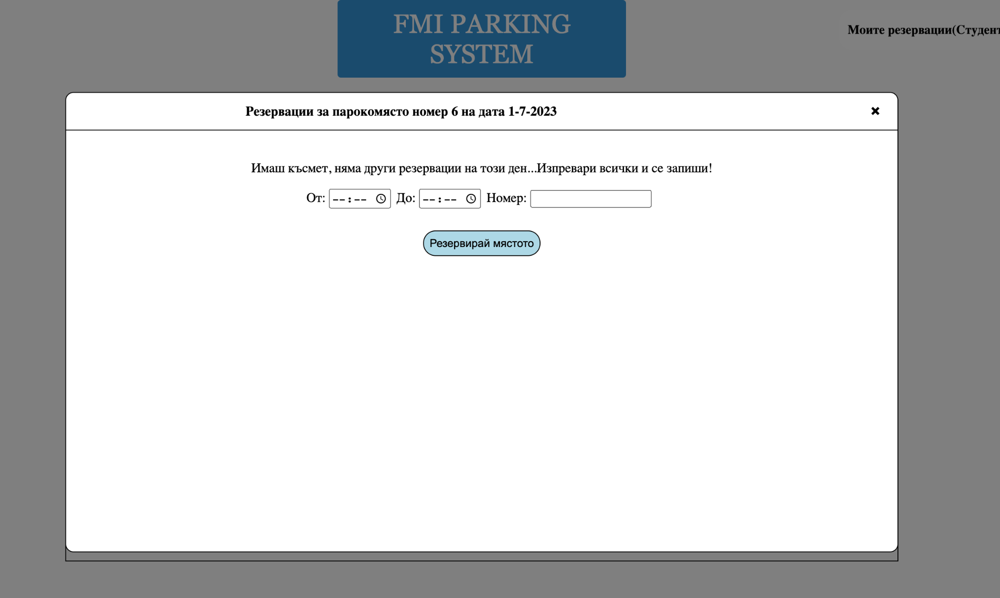 FMI PARKING
SYSTEM
Моите резервации(Студент
Резервации за парокомясто номер 6 на дата 1-7-2023
Имаш късмет, няма други резервации на този ден...Изпревари всички и се запиши!
От: --:-- До: --:-- Номер:
Резервирай мястото